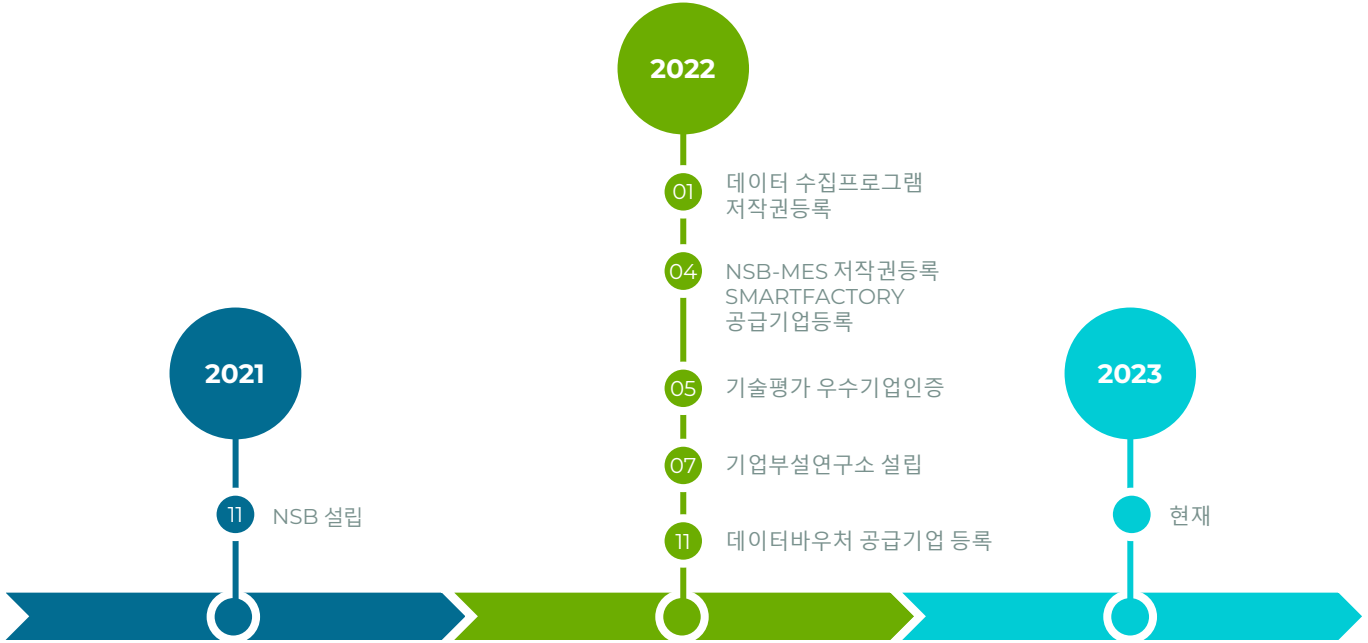 2021
11
NSB 설립
2022
01
데이터 수집프로그램
저작권등록
04
NSB-MES 저작권등록
SMARTFACTORY
공급기업등록
05
기술평가 우수기업인증
07
기업부설연구소 설립
11
데이터바우처 공급기업 등록
2023
현재